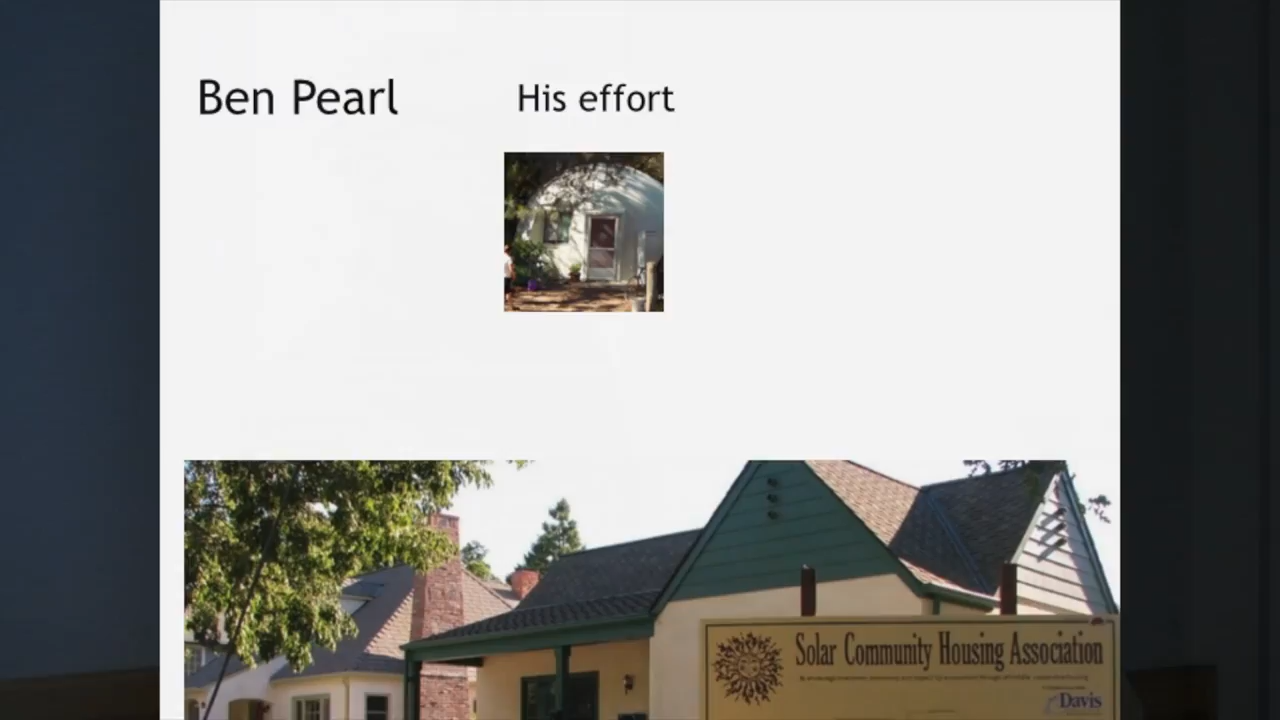 Ben Pearl
His effort
Solar Community Housing Association
Davis